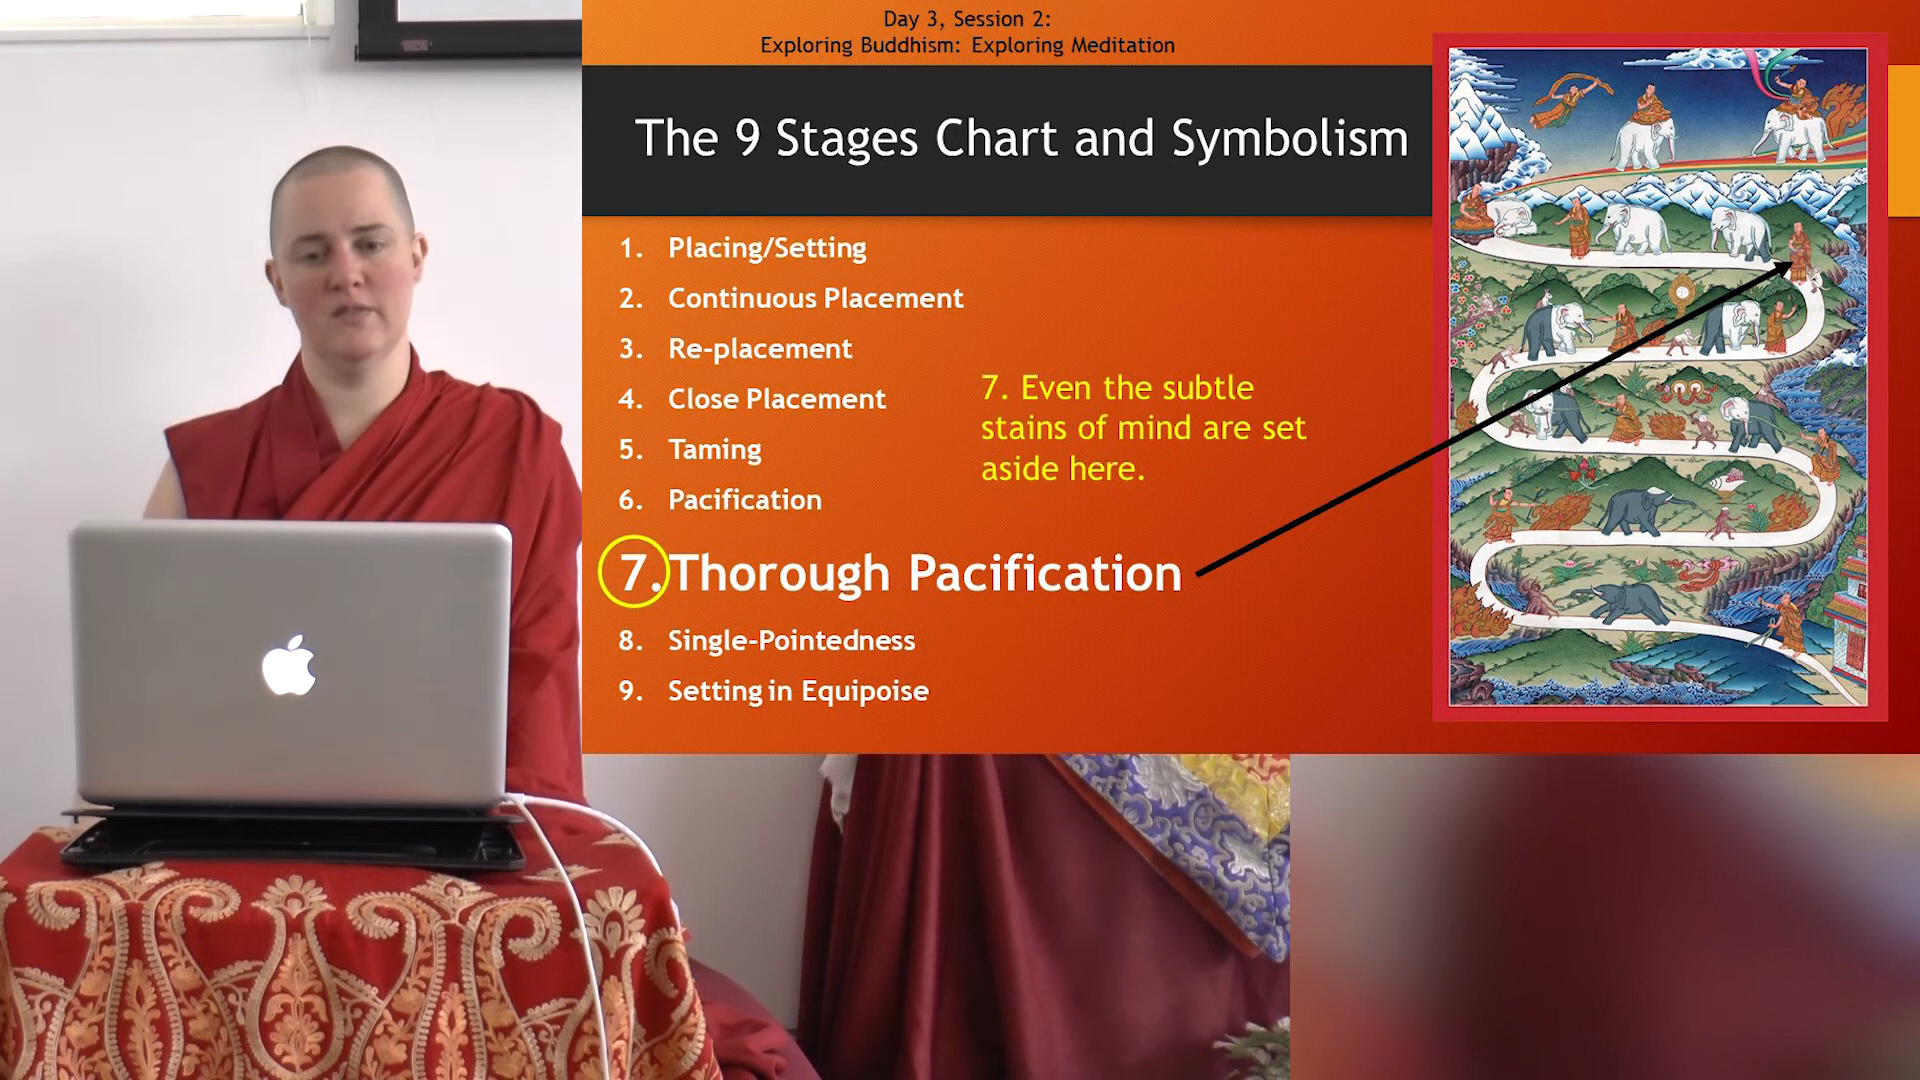 Day 3, Session 2:
Exploring Buddhism: Exploring Meditation
The 9 Stages Chart and Symbolism
1. Placing/Setting
2. Continuous Placement
3. Re-placement
4. Close Placement
5. Taming
6. Pacification
7. Thorough Pacification
8. Single-Pointedness
9. Setting in Equipoise
7. Even the subtle
stains of mind are set
aside here.